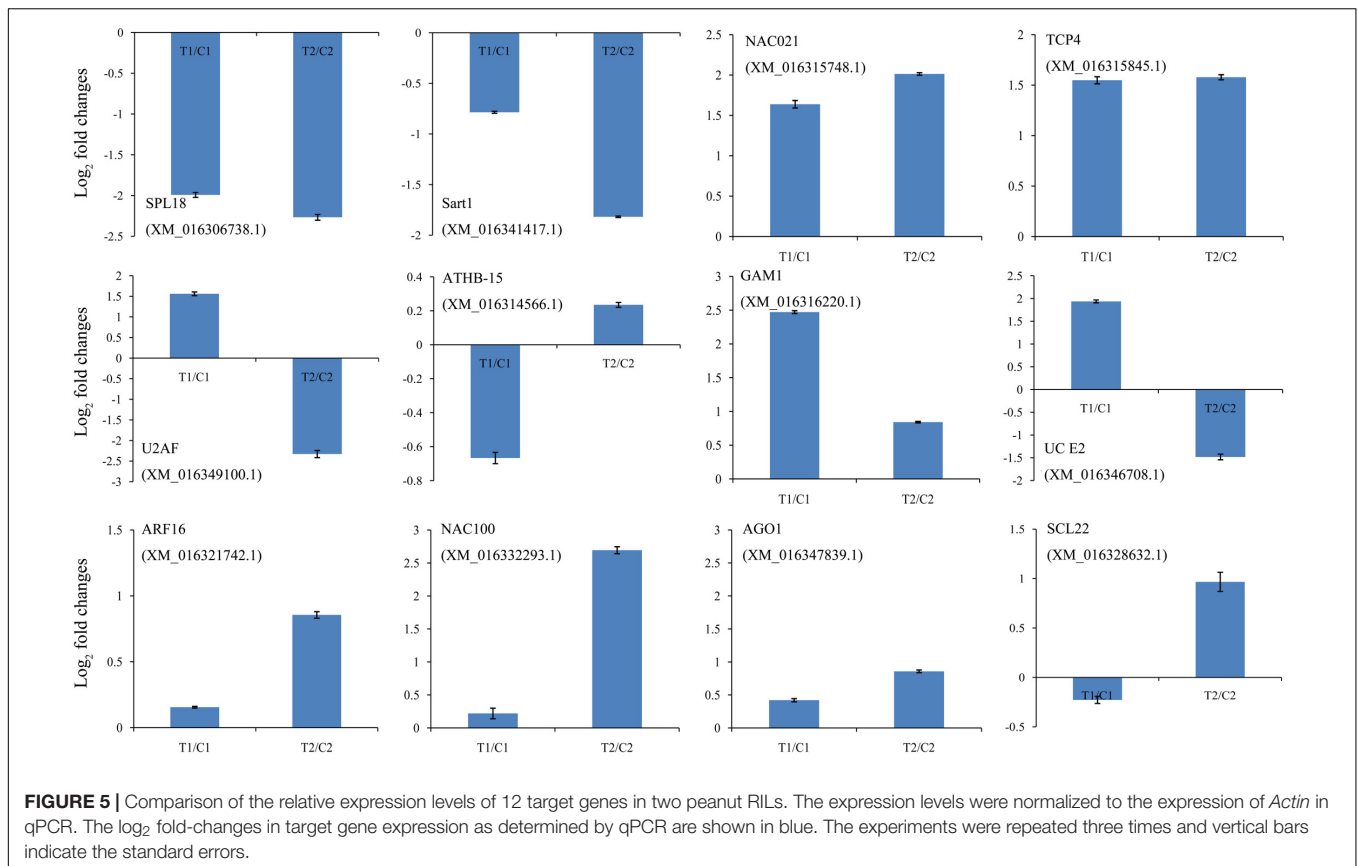 0
-0.5
-1
-1.5
-2
-2.5
Log2 fold changes
T1/C1
T2/C2
SPL18
(XM_016306738.1)
0
-0.5
-1
-1.5
-2
T1/C1
T2/C2
Sart1
(XM_016341417.1)
2.5
2
1.5
1
0.5
0
NAC021
(XM_016315748.1)
T1/C1
T2/C2
2
1.5
1
0.5
0
TCP4
(XM_016315845.1)
T1/C1
T2/C2
2
1.5
1
0.5
0
-0.5
-1
-1.5
-2
-2.5
-3
Log2 fold changes
T1/C1
T2/C2
U2AF
(XM_016349100.1)
0.4
0.2
0
-0.2
-0.4
-0.6
-0.8
ATHB-15
(XM_016314566.1)
T1/C1
T2/C2
3
2.5
2
1.5
1
0.5
0
GAM1
(XM_016316220.1)
T1/C1
T2/C2
2.5
2
1.5
1
0.5
0
-0.5
-1
-1.5
-2
T1/C1
T2/C2
UC E2
(XM_016346708.1)
1.5
1
0.5
0
Log2 fold changes
ARF16
(XM_016321742.1)
T1/C1
T2/C2
3
2.5
2
1.5
1
0.5
0
NAC100
(XM_016332293.1)
T1/C1
T2/C2
3
2.5
2
1.5
1
0.5
0
AGO1
(XM_016347839.1)
T1/C1
T2/C2
1.5
1
0.5
0
-0.5
SCL22
(XM_016328632.1)
T1/C1
T2/C2
FIGURE 5 | Comparison of the relative expression levels of 12 target genes in two peanut RILs. The expression levels were normalized to the expression of Actin in
qPCR. The log2 fold-changes in target gene expression as determined by qPCR are shown in blue. The experiments were repeated three times and vertical bars
indicate the standard errors.